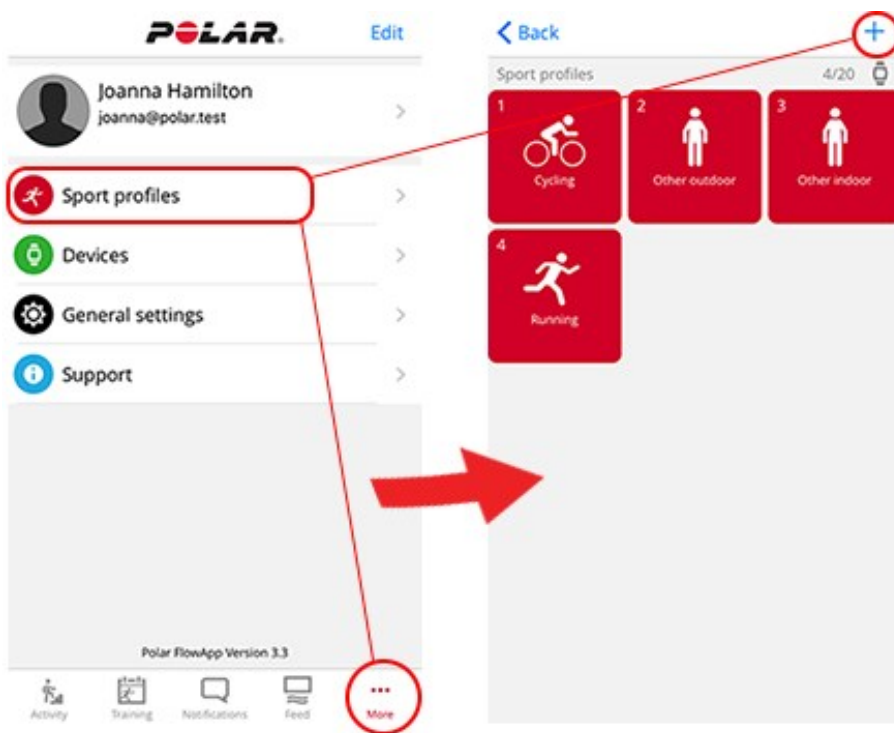 POLAR.
Edit
Joanna Hamilton
joanna@polar.test
Sport profiles
Devices
General settings
Support
Polar FlowApp Version 3.3
Activity
Training
Notifications
Feed
More
Back
Sport profiles 4/20
1
Cycling
2
Other outdoor
3
Other indoor
4
Running